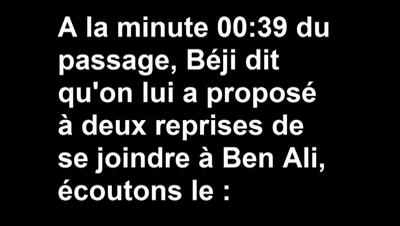 A la minute 00:39 du
passage, Béji dit
qu'on lui a proposé
à deux reprises de
se joindre à Ben Ali,
écoutons le :